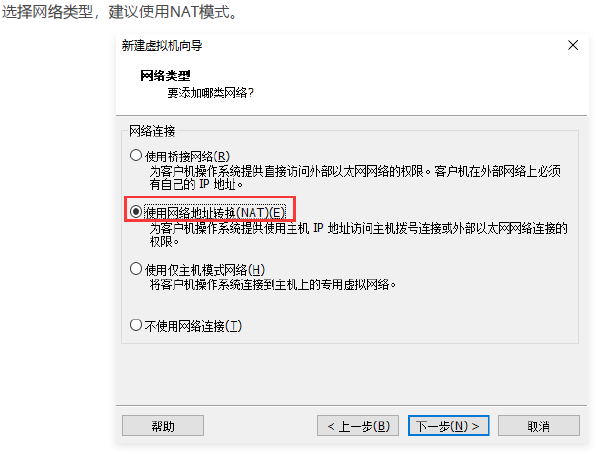 选择网络类型，建议使用NAT模式。
新建虚拟机向导
网络类型
要添加哪类网络?
网络连接
使用桥接网络(R)
为客户机操作系统提供直接访问外部以太网网络的权限。客户机在外部网络上必须
有自己的 IP 地址。
使用网络地址转换(NAT)(E)
为客户机操作系统提供使用主机 IP 地址访问主机拨号连接或外部以太网网络连接的
权限。
使用仅主机模式网络(H)
将客户机操作系统连接到主机上的专用虚拟网络。
不使用网络连接(T)
帮助
< 上一步(B)
下一步(N) >
取消